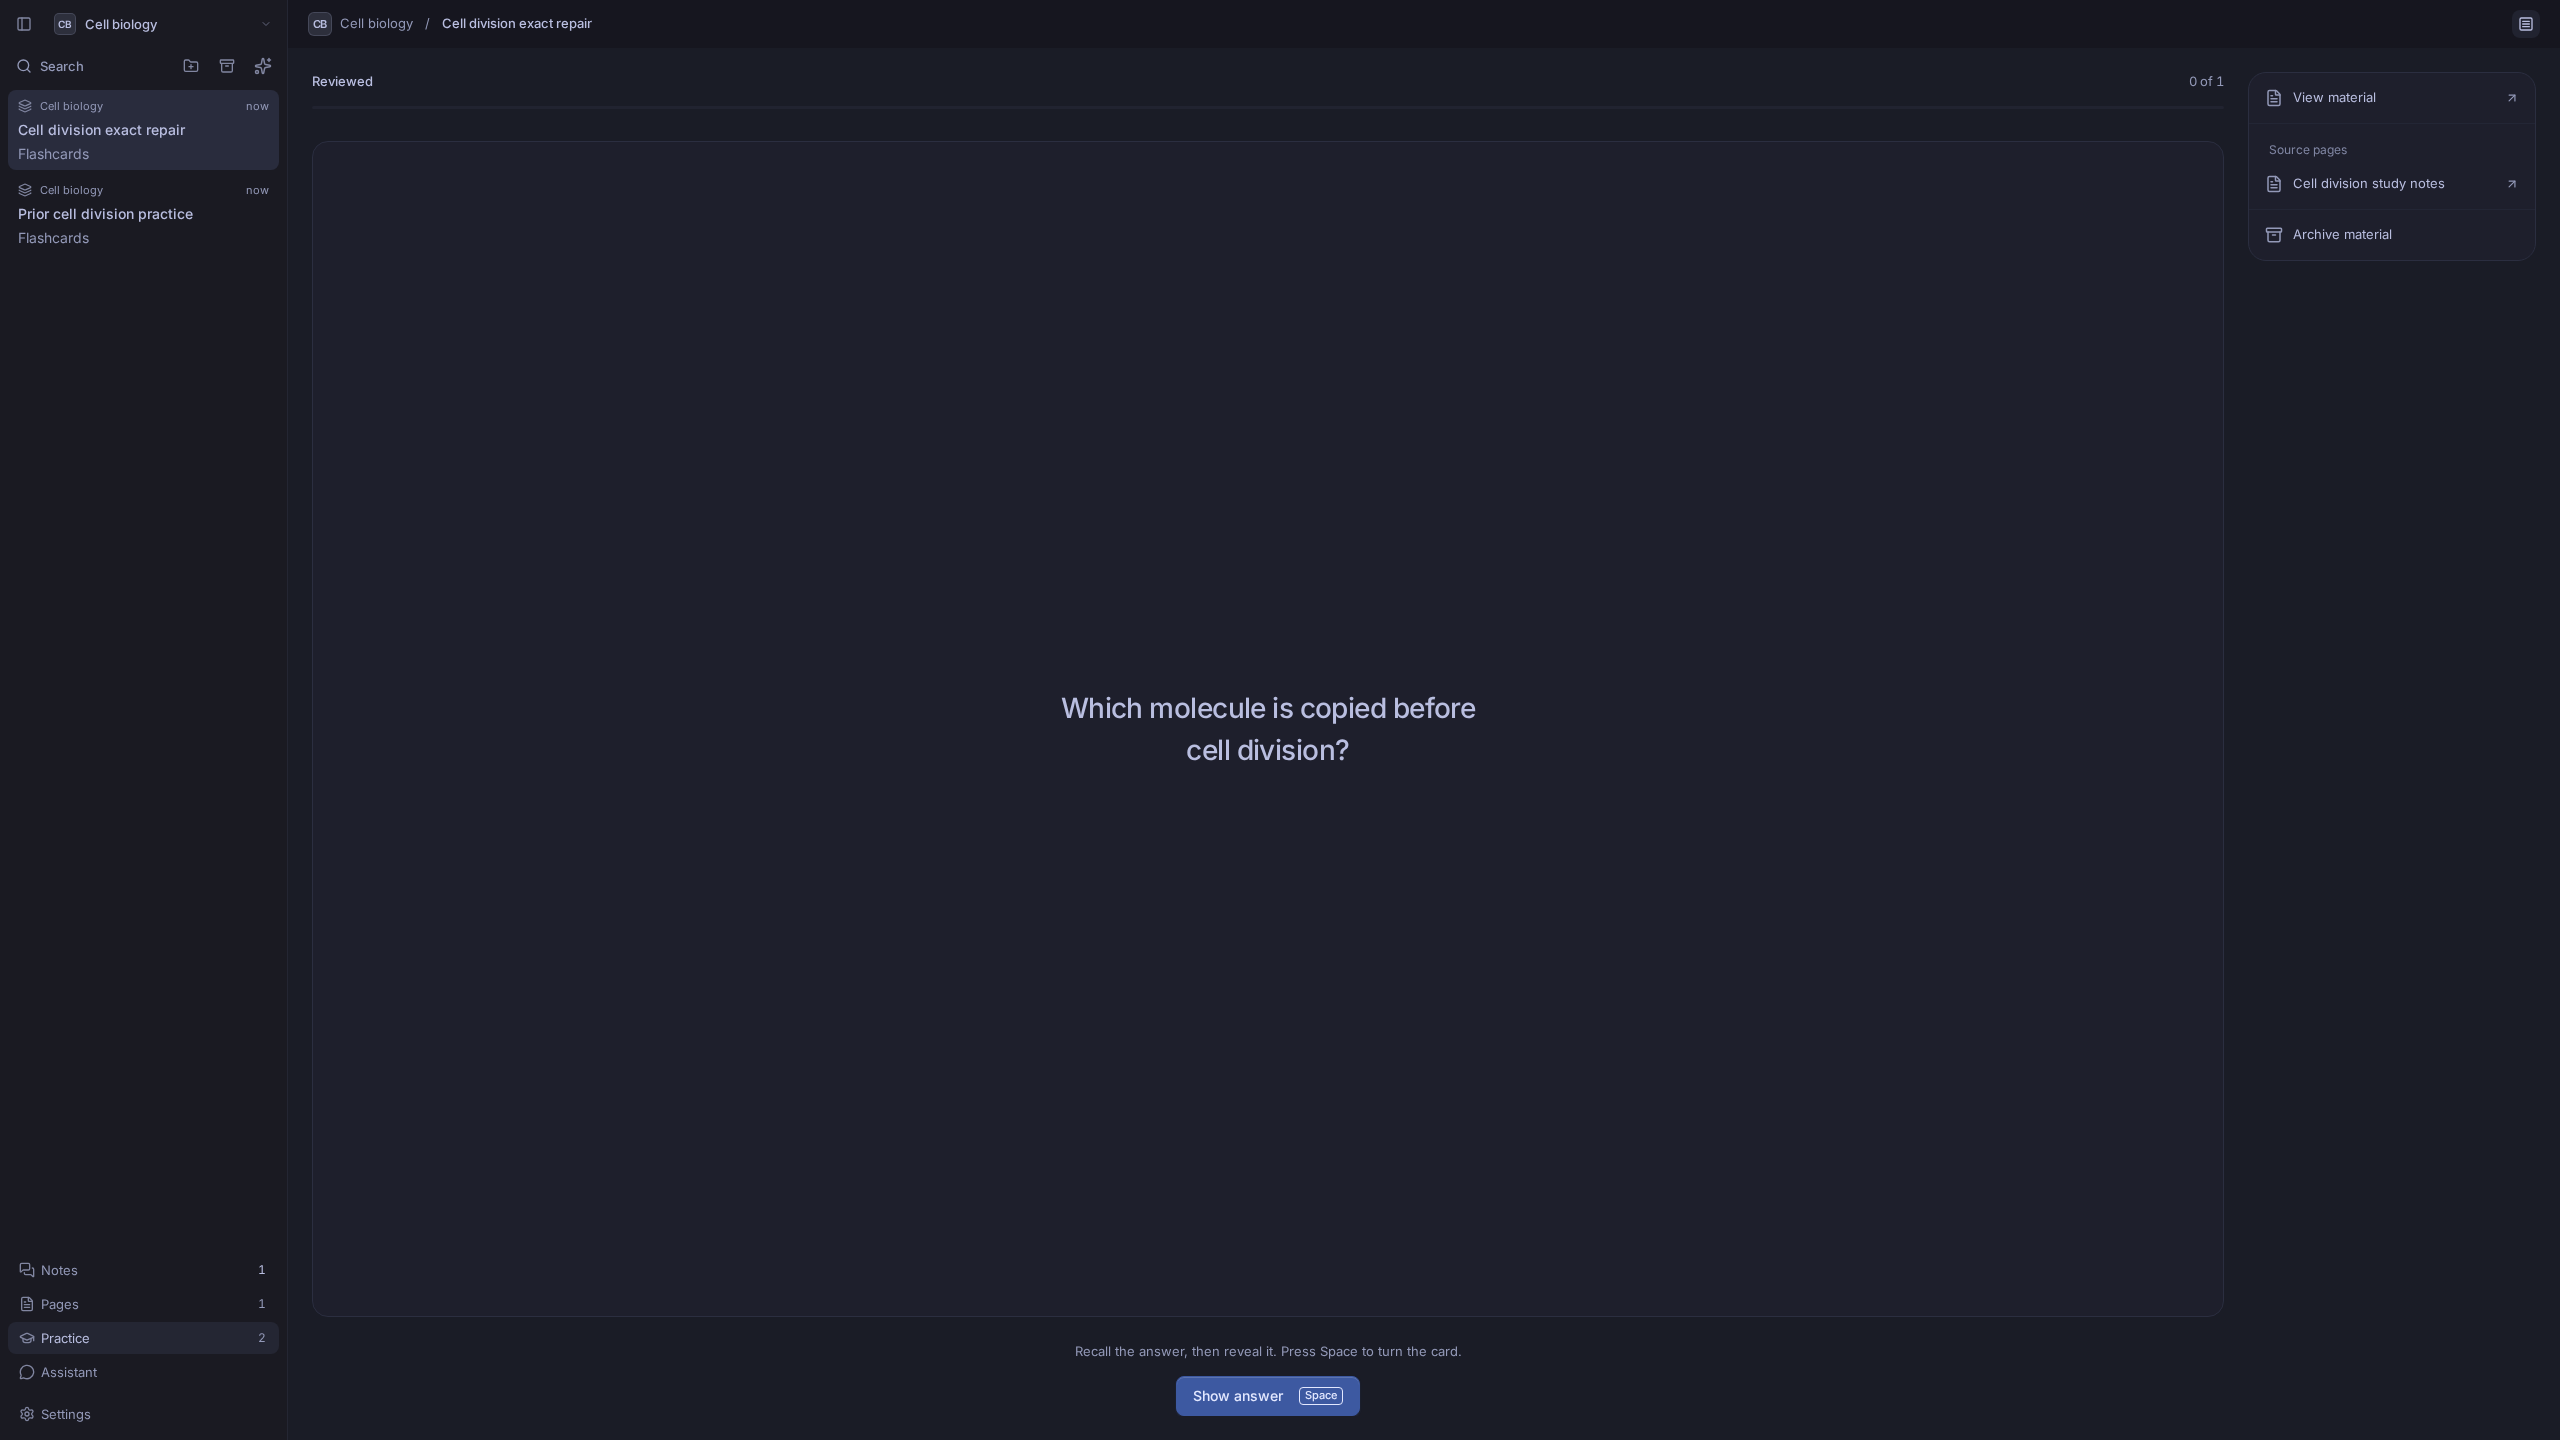 CB Cell biology
Search
Cell biology now
Cell division exact repair
Flashcards
Cell biology now
Prior cell division practice
Flashcards
Notes 1
Pages 1
Practice 2
Assistant
Settings
CB Cell biology / Cell division exact repair
Reviewed 0 of 1
Which molecule is copied before
cell division?
Recall the answer, then reveal it. Press Space to turn the card.
Show answer Space
View material
Source pages
Cell division study notes
Archive material